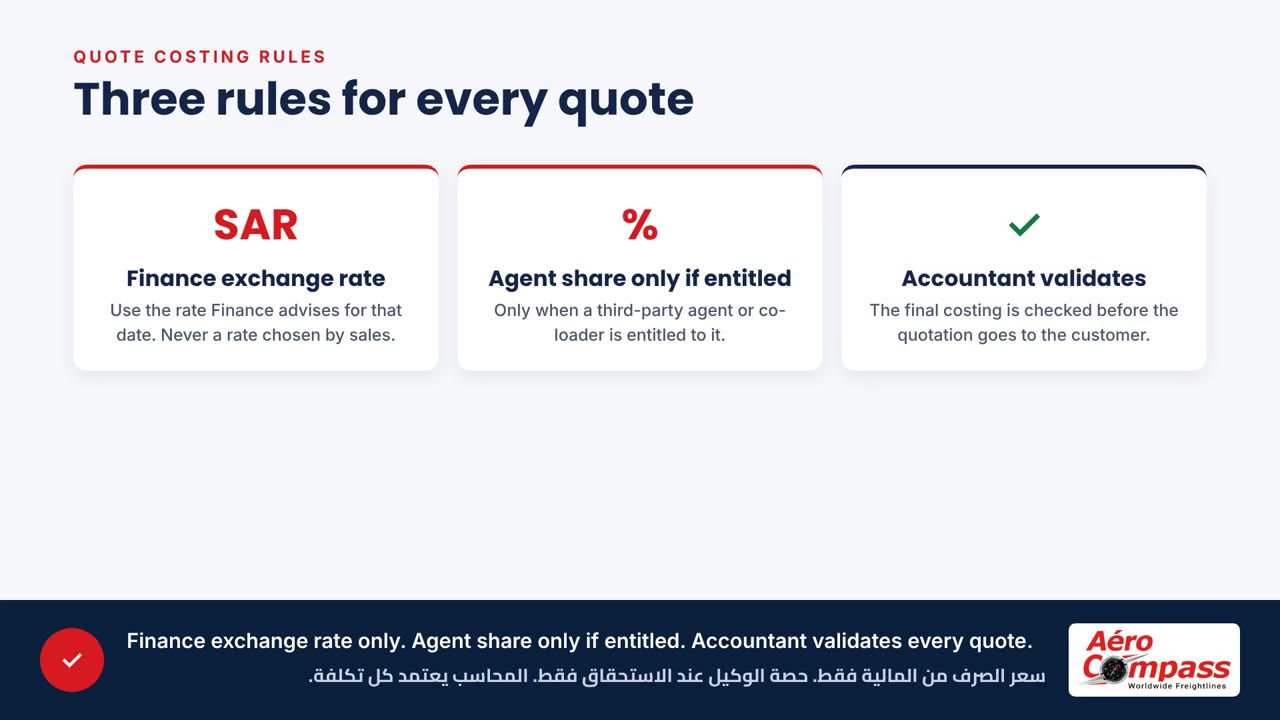 QUOTE COSTING RULES
Three rules for every quote
SAR
Finance exchange rate
Use the rate Finance advises for that
date. Never a rate chosen by sales.
%
Agent share only if entitled
Only when a third-party agent or co-
loader is entitled to it.
Accountant validates
The final costing is checked before the
quotation goes to the customer.
Finance exchange rate only. Agent share only if entitled. Accountant validates every quote.
سعر الصرف من المالية فقط. حصة الوكيل عند الاستحقاق فقط. المحاسب يعتمد كل تكلفة.
Aéro
Compass
Worldwide Freightlines